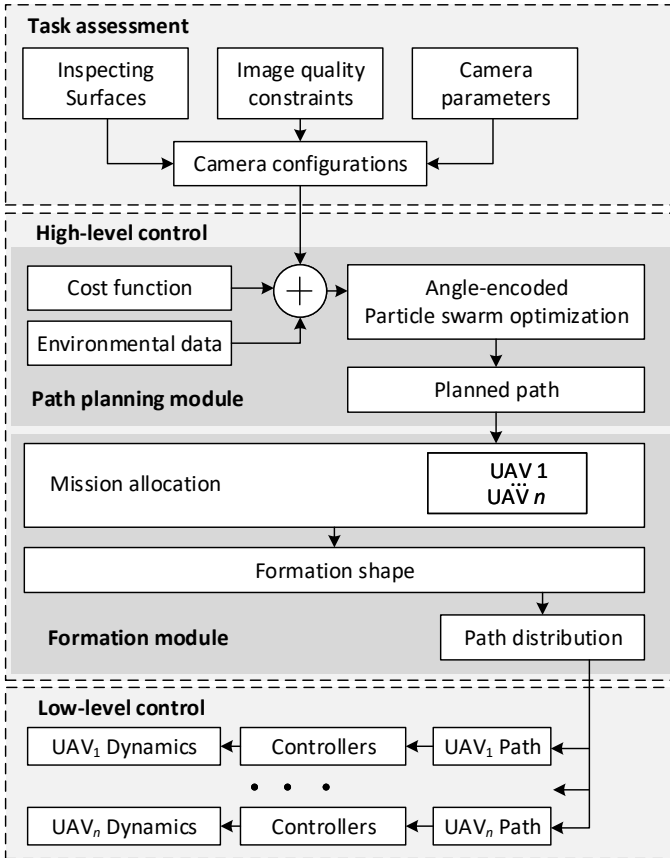 Task assessment
Inspecting
Surfaces
Image quality
constraints
Camera
parameters
Camera configurations
High-level control
Cost function
Environmental data
Angle-encoded
Particle swarm optimization
Path planning module
Planned path
Mission allocation
UAV 1
...
UAV n
Formation shape
Formation module
Path distribution
Low-level control
UAV₁ Dynamics
Controllers
UAV₁ Path
• • •
UAVₙ Dynamics
Controllers
UAVₙ Path